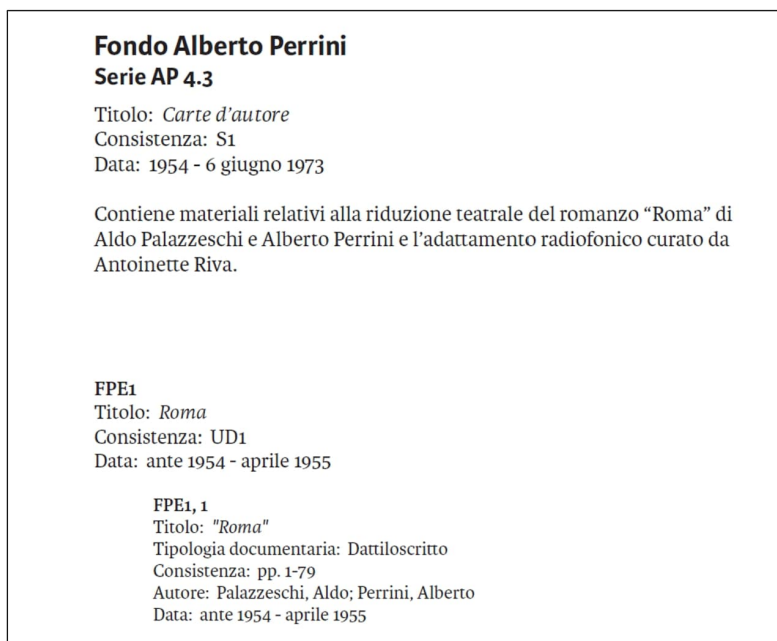 Fondo Alberto Perrini
Serie AP 4.3
Titolo: Carte d'autore
Consistenza: S1
Data: 1954 - 6 giugno 1973
Contiene materiali relativi alla riduzione teatrale del romanzo “Roma” di
Aldo Palazzeschi e Alberto Perrini e l'adattamento radiofonico curato da
Antoinette Riva.
FPE1
Titolo: Roma
Consistenza: UD1
Data: ante 1954 - aprile 1955
FPE1, 1
Titolo: "Roma"
Tipologia documentaria: Dattiloscritto
Consistenza: pp. 1-79
Autore: Palazzeschi, Aldo; Perrini, Alberto
Data: ante 1954 - aprile 1955